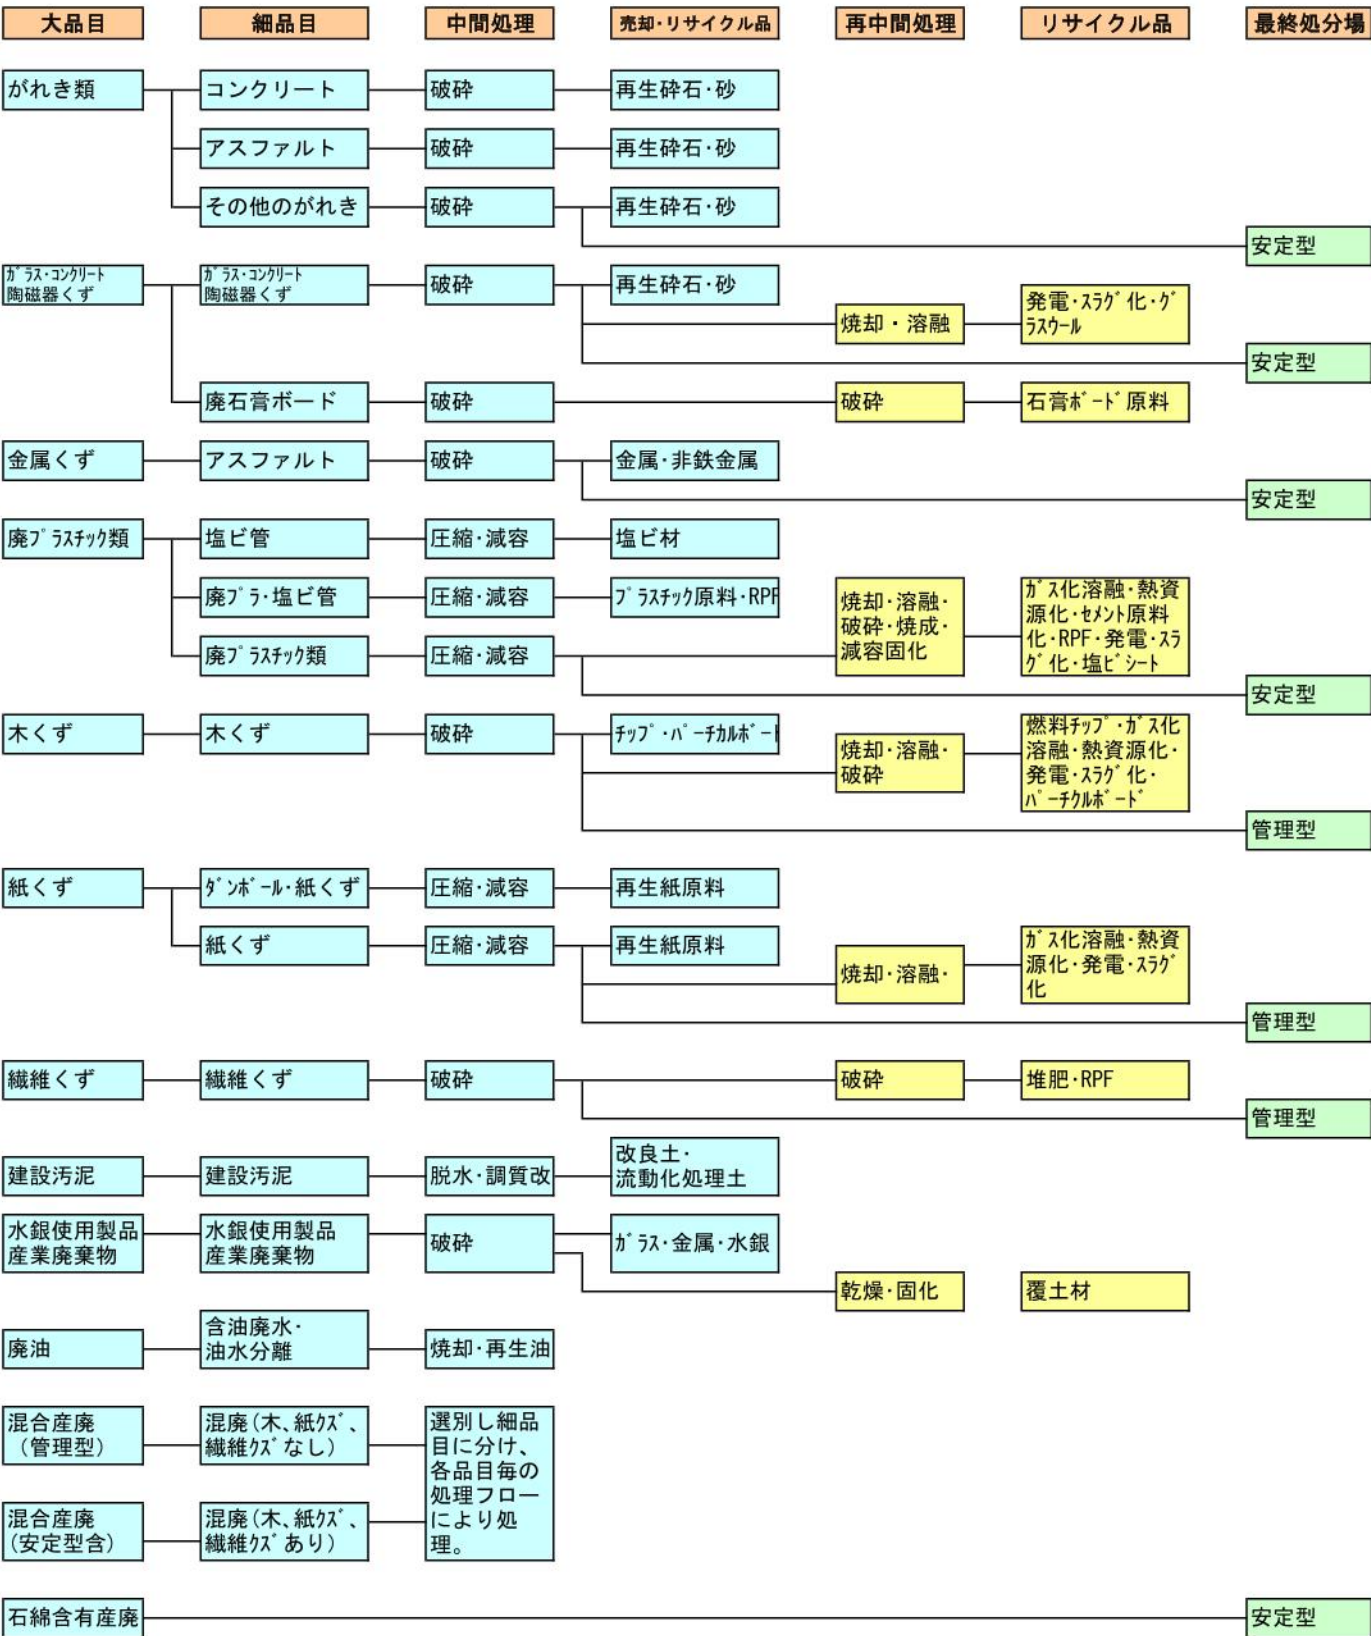 大品目 細品目 中間処理 売却・リサイクル品 再中間処理 リサイクル品 最終処分場
がれき類 コンクリート 破砕 再生砕石・砂
アスファルト 破砕 再生砕石・砂
その他のがれき 破砕 再生砕石・砂
安定型
ｶﾞﾗｽ・ｺﾝｸﾘｰﾄ
陶磁器くず
ｶﾞﾗｽ・ｺﾝｸﾘｰﾄ
陶磁器くず
破砕 再生砕石・砂
焼却・溶融
発電・ｽﾗｸﾞ化・ｸﾞ
ﾗｽｳｰﾙ
安定型
廃石膏ボード 破砕 破砕 石膏ﾎﾞｰﾄﾞ原料
金属くず アスファルト 破砕 金属・非鉄金属
安定型
廃ﾌﾟﾗｽﾁｯｸ類 塩ビ管 圧縮・減容 塩ビ材
廃ﾌﾟﾗ・塩ビ管 圧縮・減容 ﾌﾟﾗｽﾁｯｸ原料・RPF
廃ﾌﾟﾗｽﾁｯｸ類 圧縮・減容
焼却・溶融・
破砕・焼成・
減容固化
ｶﾞｽ化溶融・熱資
源化・ｾﾒﾝﾄ原料
化・RPF・発電・ｽﾗ
ｸﾞ化・塩ﾋﾞｼｰﾄ
安定型
木くず 木くず 破砕 ﾁｯﾌﾟ・ﾊﾟｰﾁｶﾙﾎﾞｰﾄ
焼却・溶融・
破砕
燃料ﾁｯﾌﾟ・ｶﾞｽ化
溶融・熱資源化・
発電・ｽﾗｸﾞ化・
ﾊﾟｰﾁｸﾙﾎﾞｰﾄﾞ
管理型
紙くず ﾀﾞﾝﾎﾞｰﾙ・紙くず 圧縮・減容 再生紙原料
紙くず 圧縮・減容 再生紙原料
焼却・溶融・
ｶﾞｽ化溶融・熱資
源化・発電・ｽﾗｸﾞ
化
管理型
繊維くず 繊維くず 破砕 破砕 堆肥・RPF
管理型
建設汚泥 建設汚泥 脱水・調質改
改良土・
流動化処理土
水銀使用製品
産業廃棄物
水銀使用製品
産業廃棄物
破砕 ｶﾞﾗｽ・金属・水銀
乾燥・固化 覆土材
廃油
含油廃水・
油水分離
焼却・再生油
混合産廃
（管理型）
混廃(木、紙ｸｽﾞ、
繊維ｸｽﾞなし)
選別し細品
目に分け、
各品目毎の
処理フロー
により処
理。
混合産廃
(安定型含)
混廃(木、紙ｸｽﾞ、
繊維ｸｽﾞあり)
石綿含有産廃 安定型